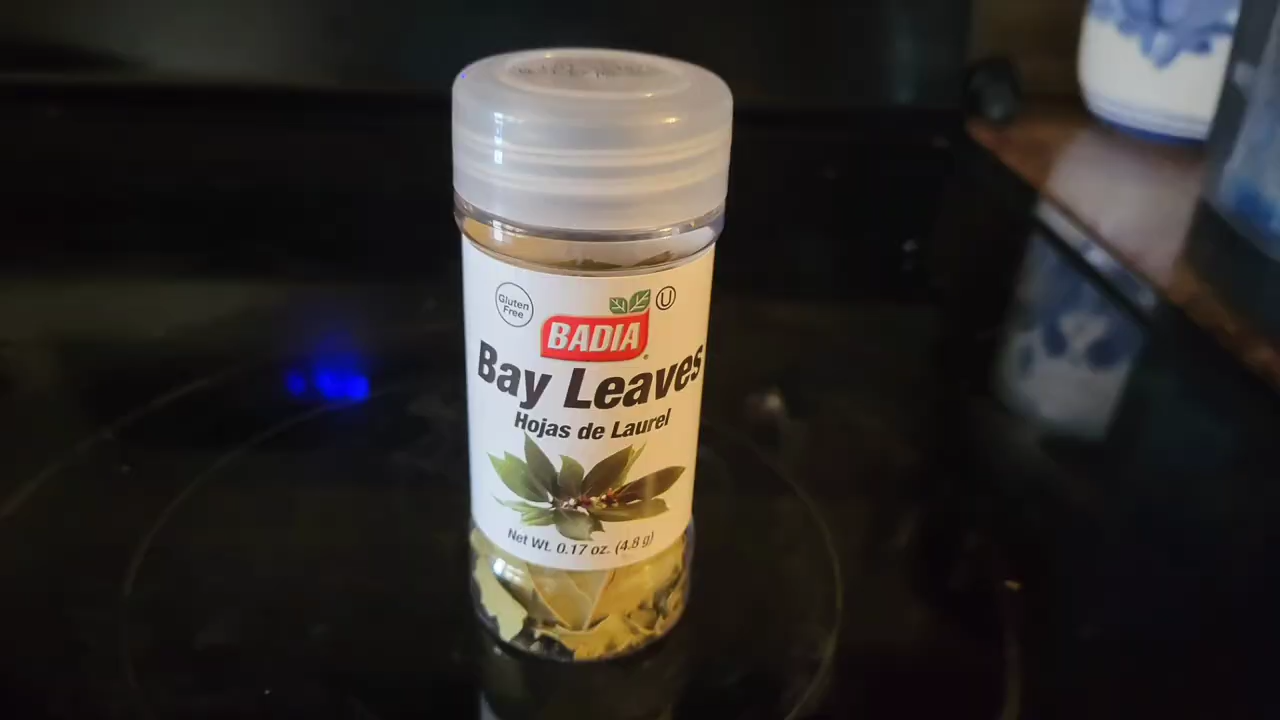 Gluten
Free
U
BADIA
Bay Leaves
Hojas de Laurel
Net Wt. 0.17 oz. (4.8 g)